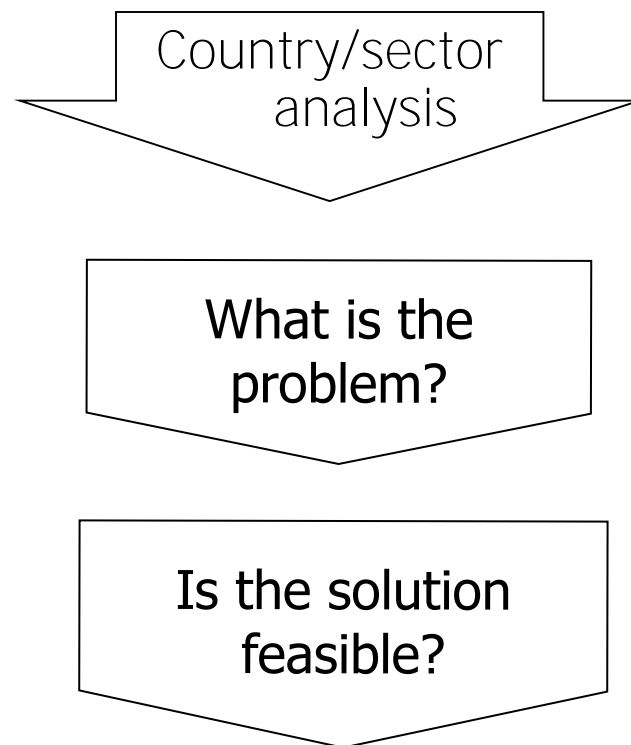 Country/sector
analysis
What is the
problem?
Is the solution
feasible?